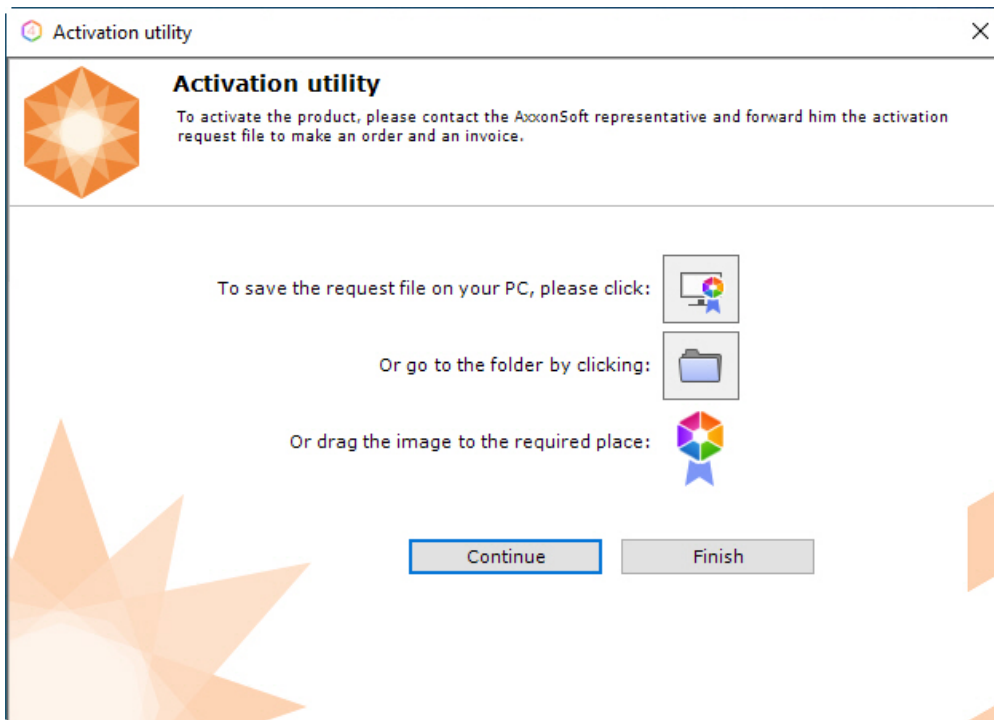 Activation utility
Activation utility
To activate the product, please contact the AxxonSoft representative and forward him the activation
request file to make an order and an invoice.
To save the request file on your PC, please click:
Or go to the folder by clicking:
Or drag the image to the required place:
Continue
Finish